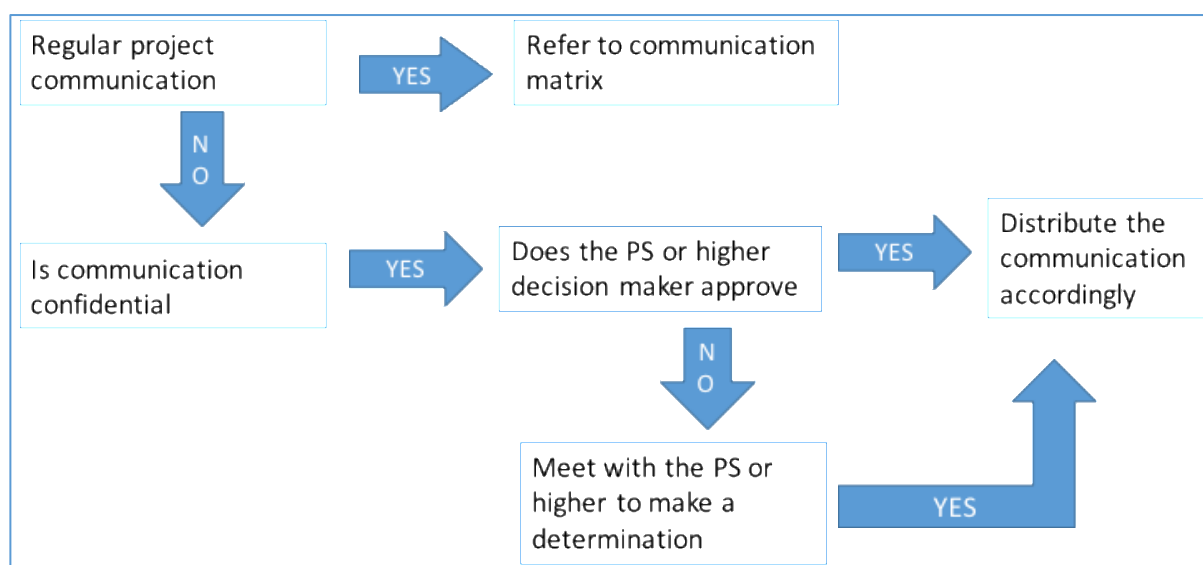 Regular project
communication
YES
Refer to communication
matrix
N
O
Is communication
confidential
YES
Does the PS or higher
decision maker approve
YES
Distribute the
communication
accordingly
N
O
Meet with the PS or
higher to make a
determination
YES